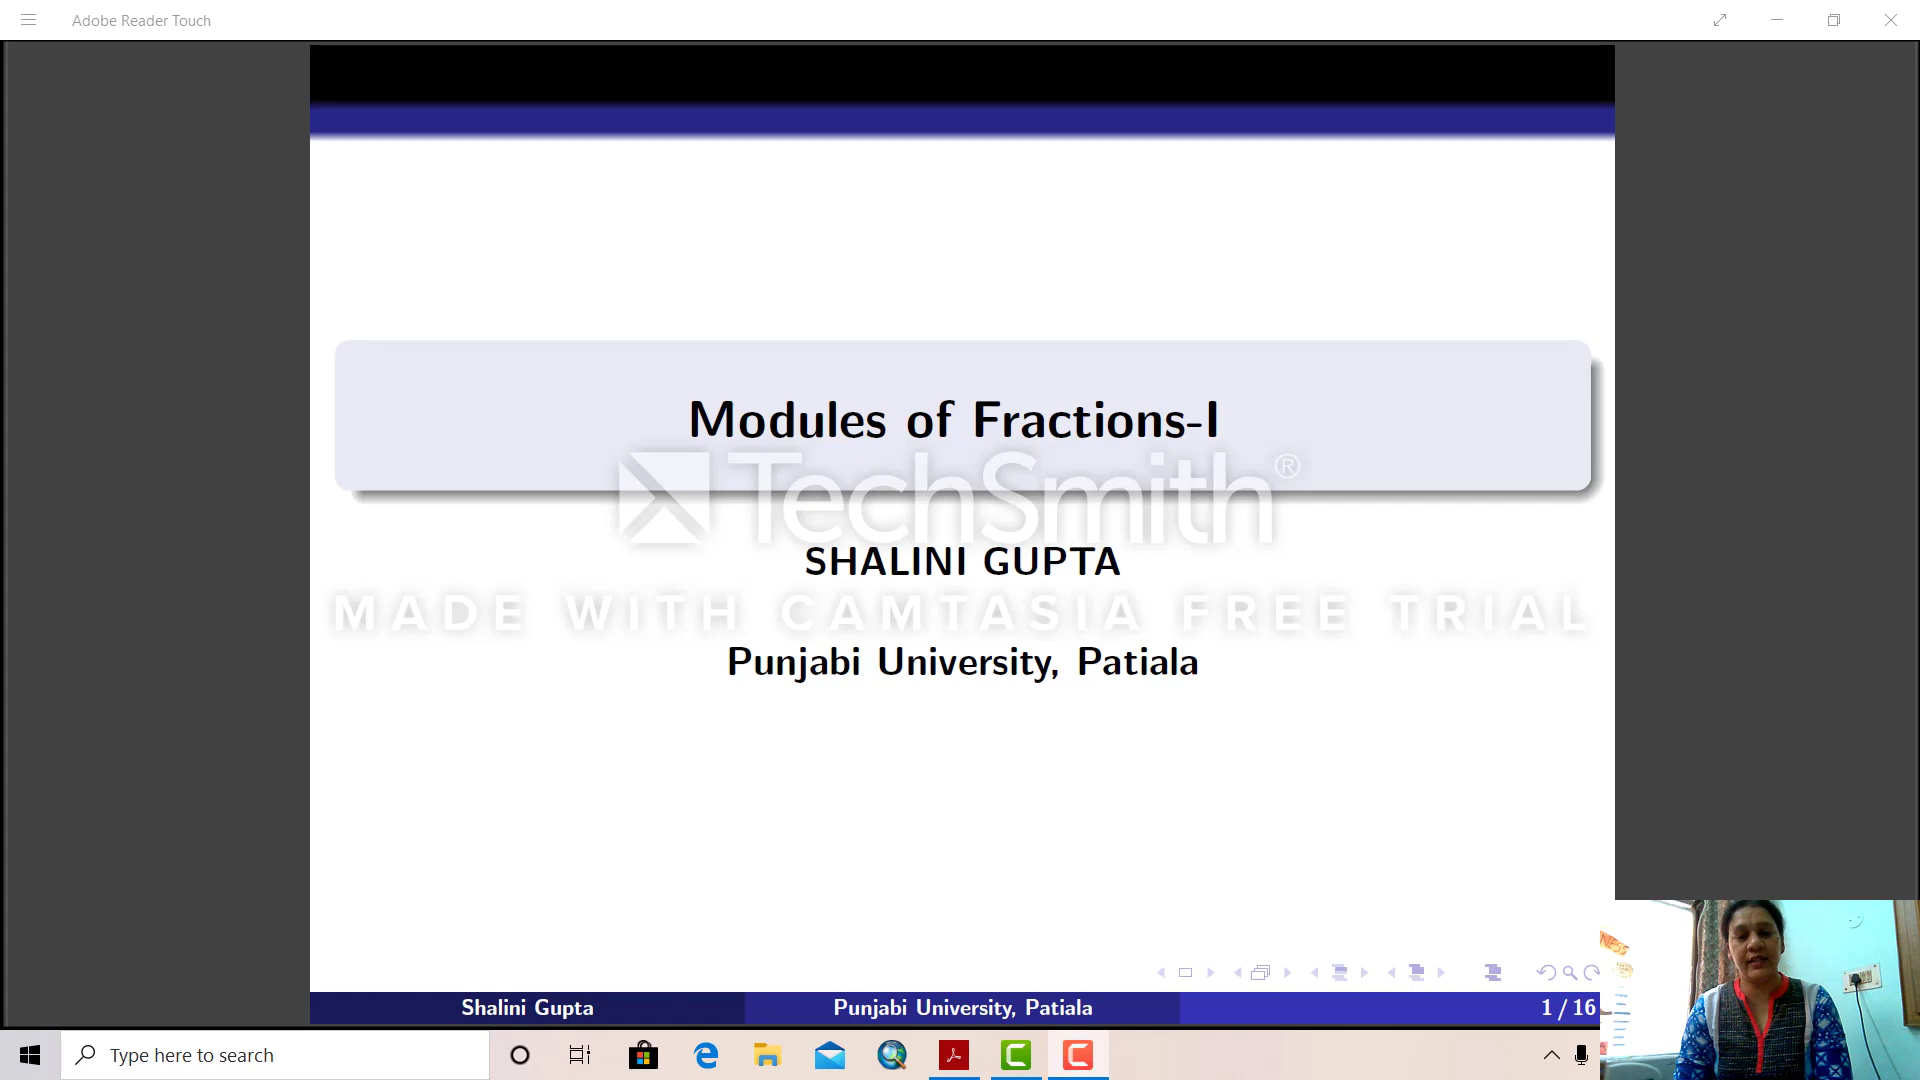 Adobe Reader Touch
Modules of Fractions-I
TechSmith®
SHALINI GUPTA
MADE WITH CAMTASIA FREE TRIAL
Punjabi University, Patiala
Shalini Gupta
Punjabi University, Patiala
1 / 16
Type here to search